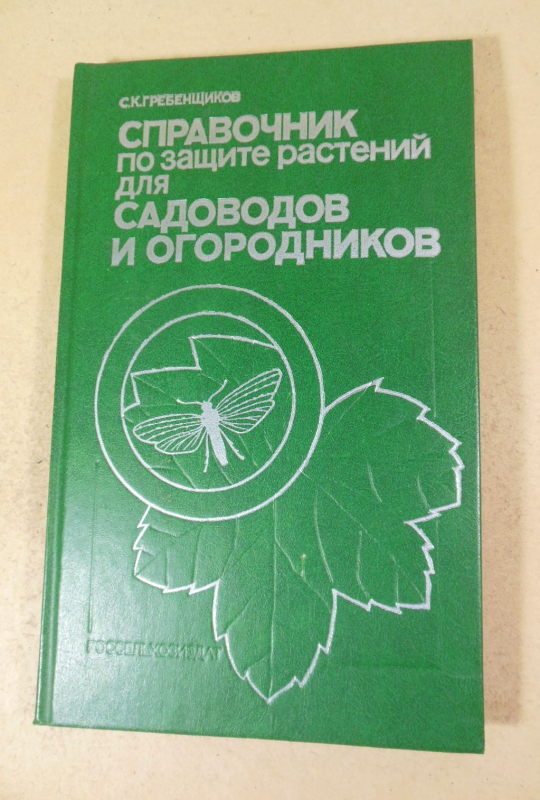 С.К.ГРЕБЕНЩИКОВ
СПРАВОЧНИК
по защите растений
для
САДОВОДОВ
И ОГОРОДНИКОВ
РОССЕЛЬХОЗИЗДАТ